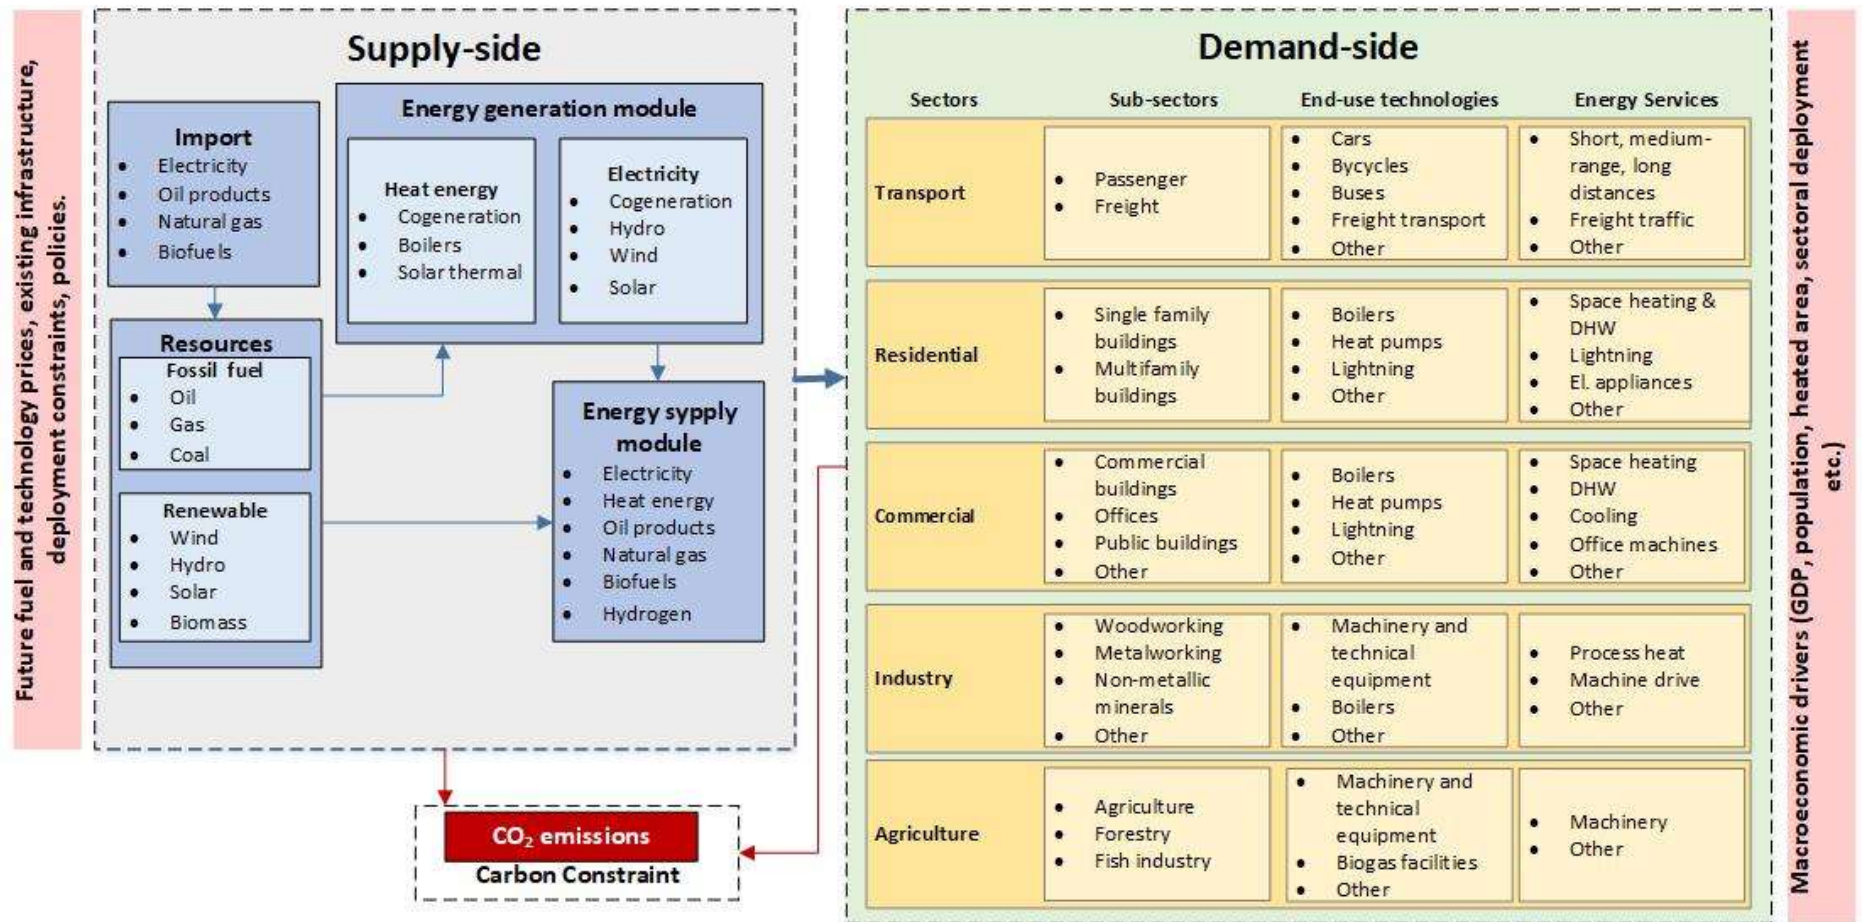 Future fuel and technology prices, existing infrastructure,
deployment constraints, policies.
Supply-side
Import
Electricity
Oil products
Natural gas
Biofuels
Resources
Fossil fuel
Oil
Gas
Coal
Renewable
Wind
Hydro
Solar
Biomass
Energy generation module
Heat energy
Cogeneration
Boilers
Solar thermal
Electricity
Cogeneration
Hydro
Wind
Solar
Energy sypply
module
Electricity
Heat energy
Oil products
Natural gas
Biofuels
Hydrogen
CO₂ emissions
Carbon Constraint
Demand-side
Sectors
Sub-sectors
End-use technologies
Energy Services
Transport
Passenger
Freight
Cars
Bycycles
Buses
Freight transport
Other
Short, medium-
range, long
distances
Freight traffic
Other
Residential
Single family
buildings
Multifamily
buildings
Boilers
Heat pumps
Lightning
Other
Space heating &
DHW
Lightning
El. appliances
Other
Commercial
Commercial
buildings
Offices
Public buildings
Other
Boilers
Heat pumps
Lightning
Other
Space heating
DHW
Cooling
Office machines
Other
Industry
Woodworking
Metalworking
Non-metallic
minerals
Other
Machinery and
technical
equipment
Boilers
Other
Process heat
Machine drive
Other
Agriculture
Agriculture
Forestry
Fish industry
Machinery and
technical
equipment
Biogas facilities
Other
Machinery
Other
Macroeconomic drivers (GDP, population, heated area, sectoral deployment
etc.)